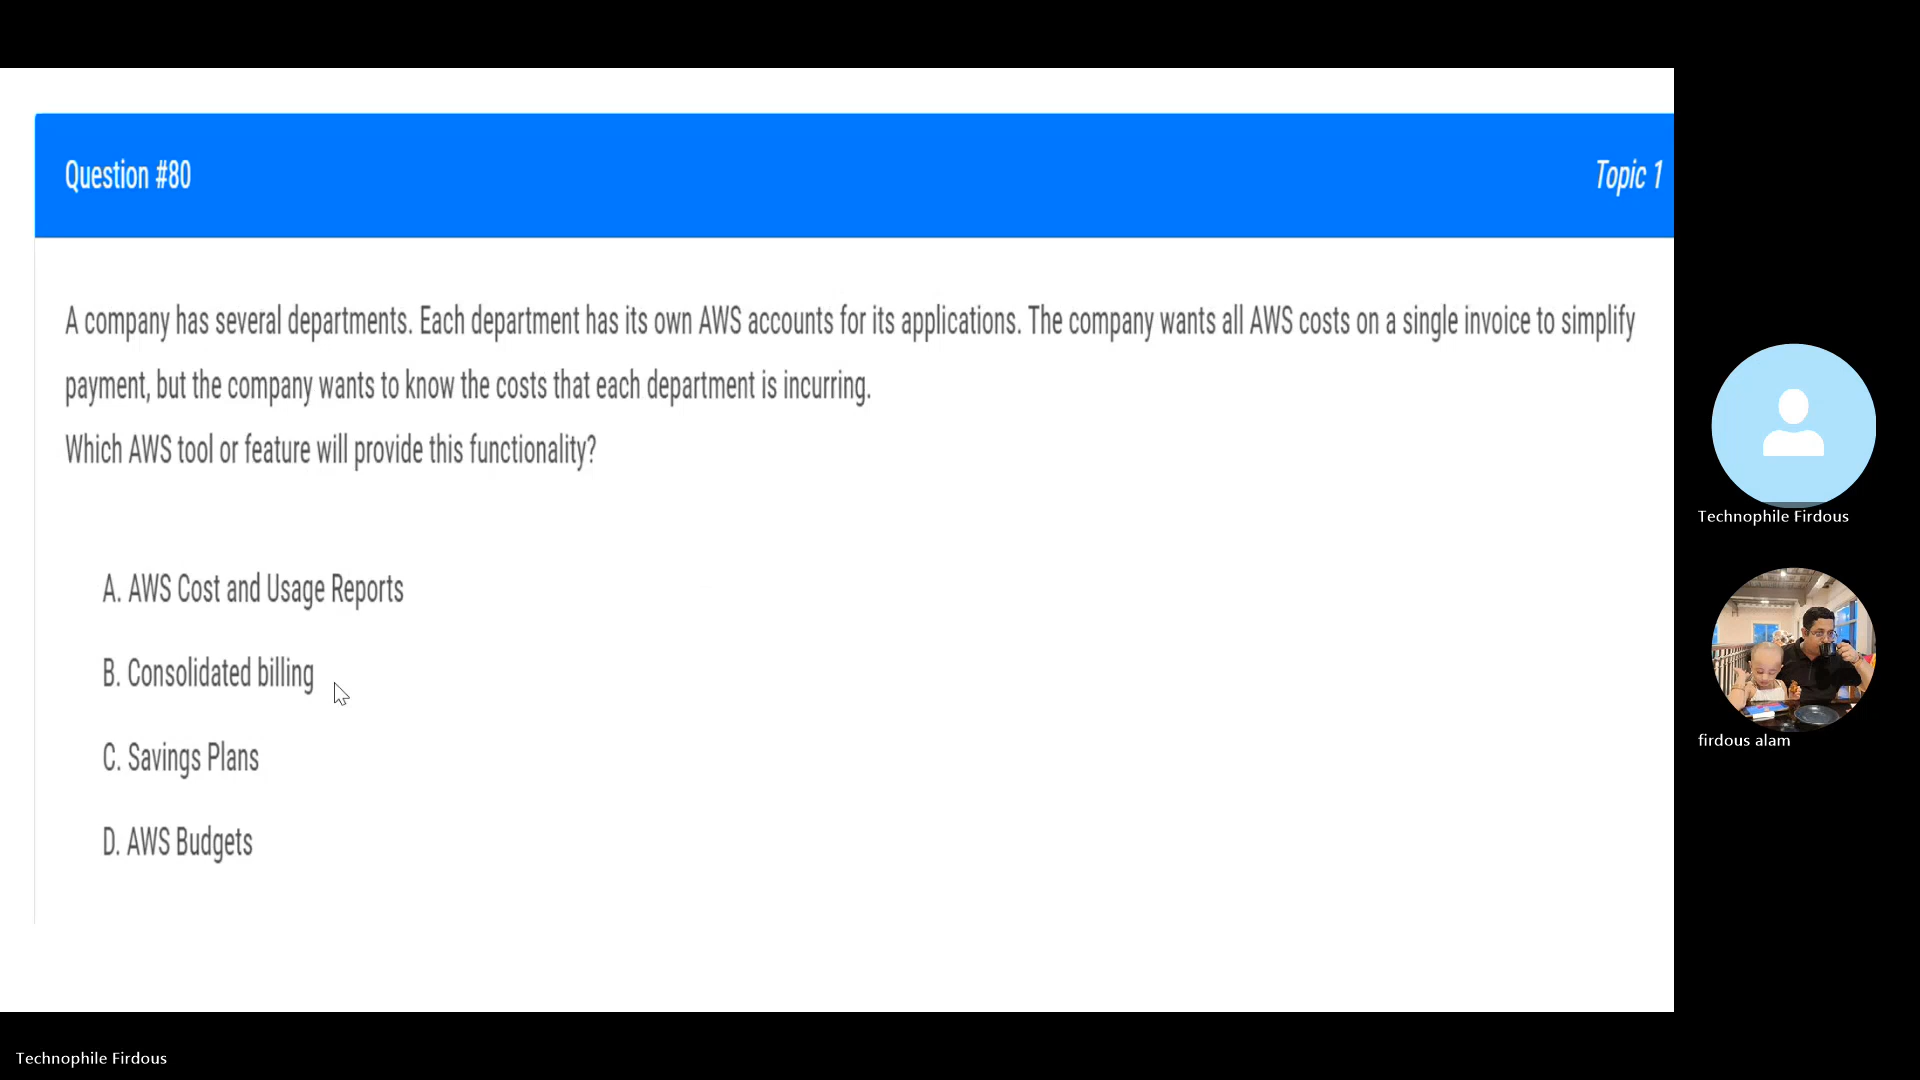 Question #80
Topic 1
A company has several departments. Each department has its own AWS accounts for its applications. The company wants all AWS costs on a single invoice to simplify
payment, but the company wants to know the costs that each department is incurring.
Which AWS tool or feature will provide this functionality?
A. AWS Cost and Usage Reports
B. Consolidated billing
C. Savings Plans
D. AWS Budgets
Technophile Firdous
firdous alam
Technophile Firdous